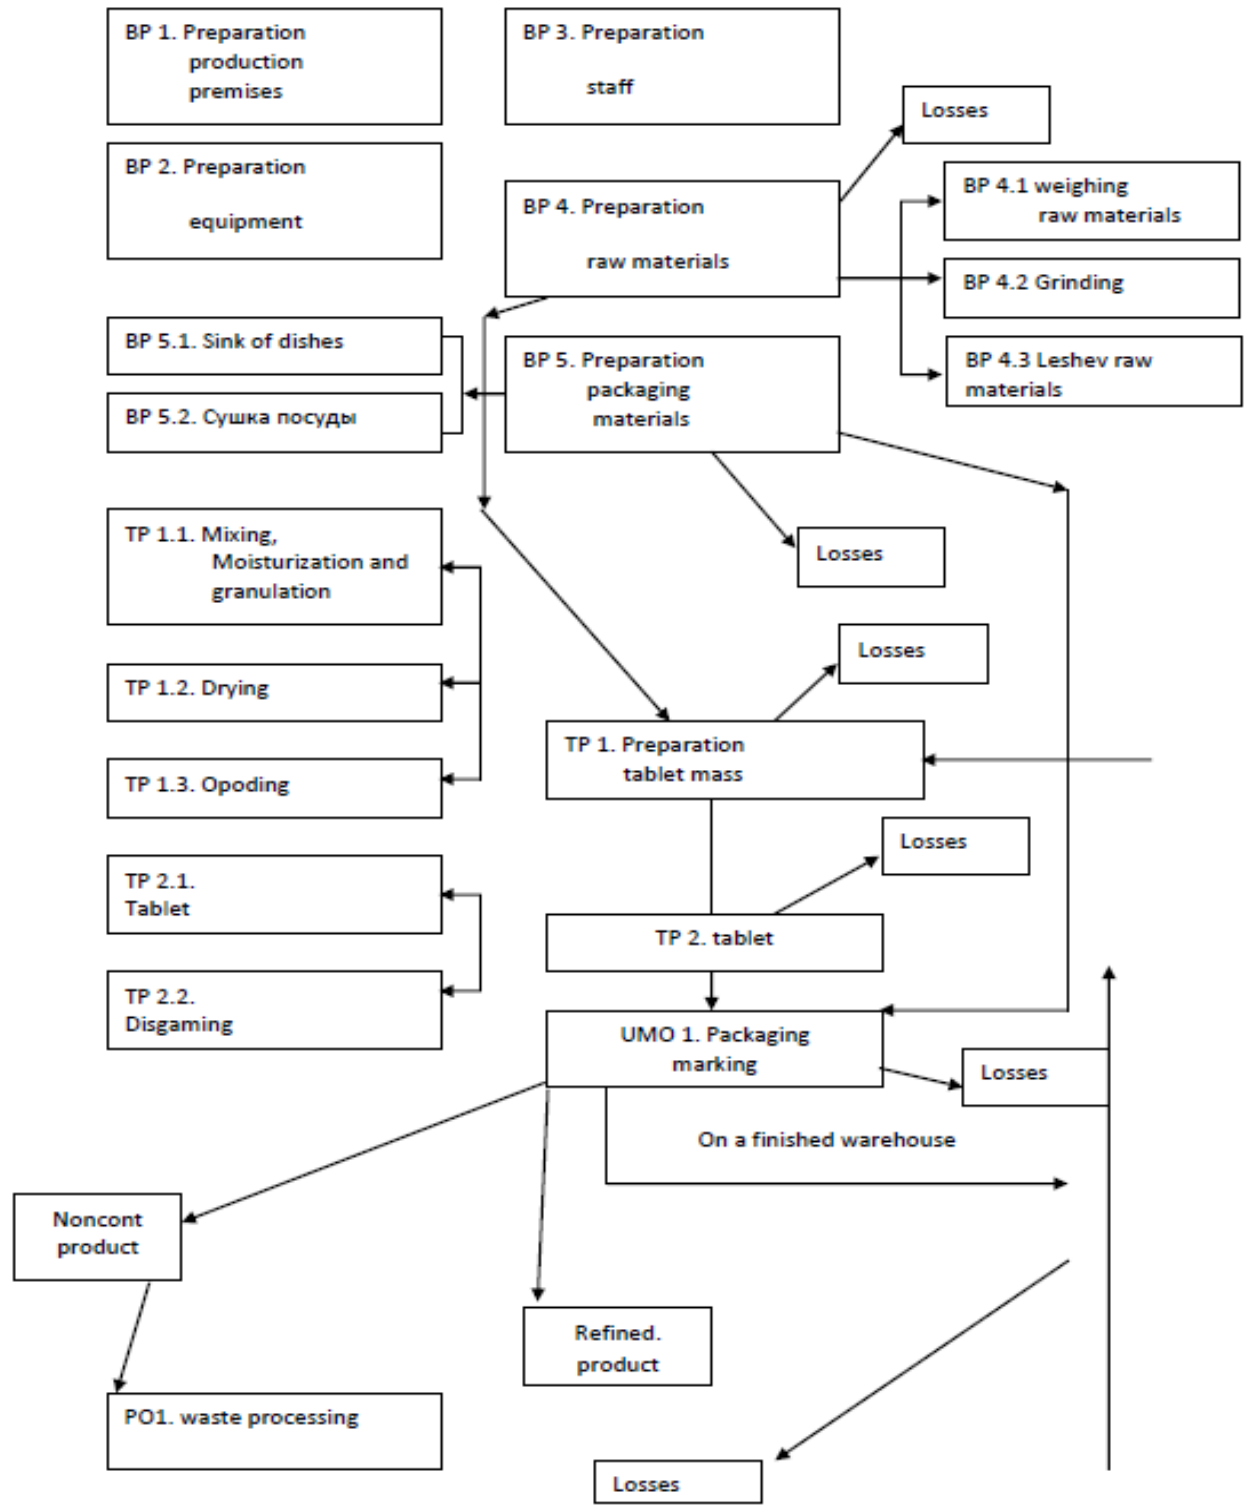 BP 1. Preparation
production
premises
BP 3. Preparation
staff
Losses
BP 2. Preparation
equipment
BP 4. Preparation
raw materials
BP 4.1 weighing
raw materials
BP 4.2 Grinding
BP 4.3 Leshev raw
materials
BP 5.1. Sink of dishes
BP 5.2. Сушка посуды
BP 5. Preparation
packaging
materials
Losses
TP 1.1. Mixing,
Moisturization and
granulation
TP 1.2. Drying
TP 1.3. Opoding
Losses
TP 1. Preparation
tablet mass
Losses
TP 2.1.
Tablet
TP 2. tablet
TP 2.2.
Disgaming
UMO 1. Packaging
marking
Losses
On a finished warehouse
Noncont
product
Refined.
product
PO1. waste processing
Losses